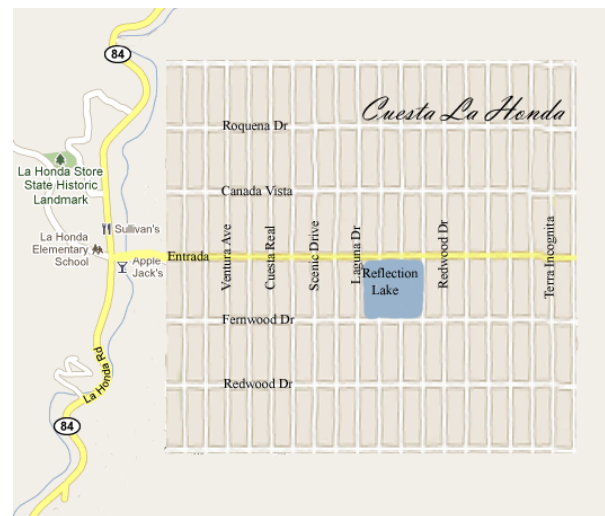 84
Cuesta La Honda
Roquena Dr
La Honda Store
State Historic
Landmark
Canada Vista
Sullivan's
La Honda
Elementary
School
Apple
Jack's
Entrada
Ventura Ave
Cuesta Real
Scenic Drive
Laguna Dr
Reflection
Lake
Redwood Dr
Terra Incognita
Fernwood Dr
Redwood Dr
La Honda Rd
84